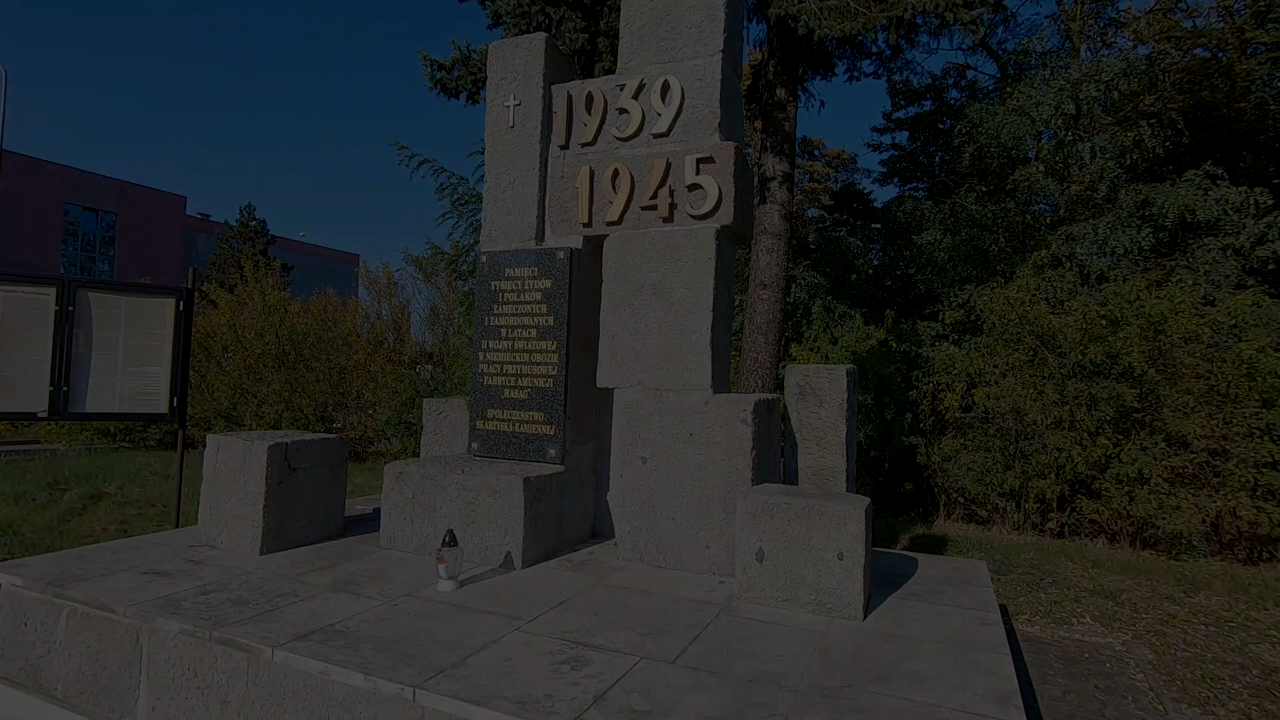 1939
1945
PAMIĘCI
TYSIĘCY ŻYDÓW
I POLAKÓW
ZAMĘCZONYCH
I ZAMORDOWANYCH
W LATACH
II WOJNY ŚWIATOWEJ
W NIEMIECKIM OBOZIE
PRACY PRZYMUSOWEJ
FABRYCE AMUNICJI
„HASAG”
SPOŁECZEŃSTWO
SKARŻYSKA-KAMIENNEJ